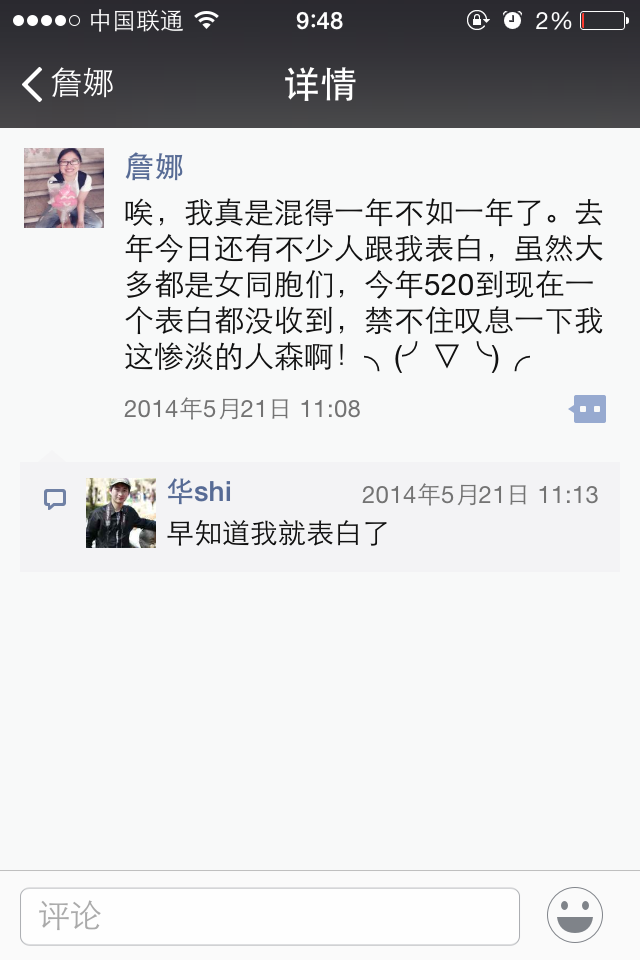 中国联通 9:48 2%
詹娜 详情
詹娜
唉，我真是混得一年不如一年了。去
年今日还有不少人跟我表白，虽然大
多都是女同胞们，今年520到现在一
个表白都没收到，禁不住叹息一下我
这惨淡的人森啊！╮(╯▽╰)╭
2014年5月21日 11:08
华shi 2014年5月21日 11:13
早知道我就表白了
评论